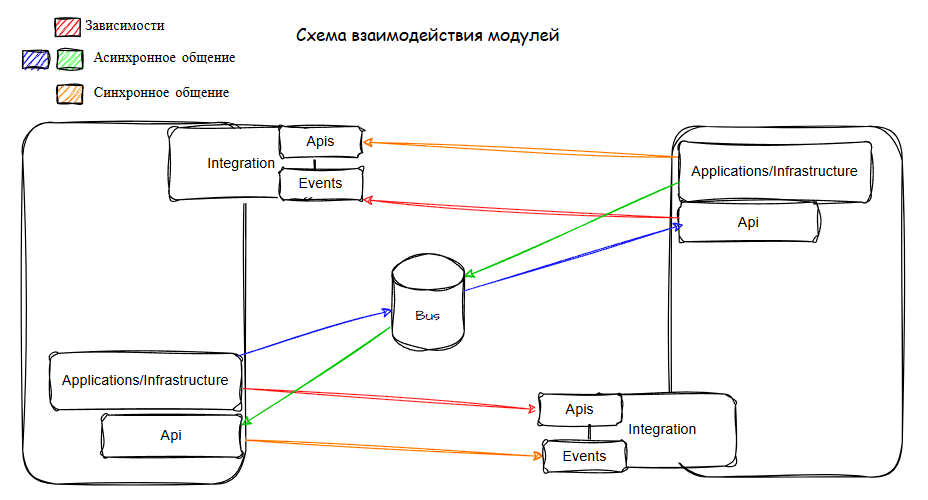 Зависимости
Схема взаимодействия модулей
Асинхронное общение
Синхронное общение
Apis
Integration
Events
Applications/Infrastructure
Api
Bus
Applications/Infrastructure
Api
Apis
Integration
Events